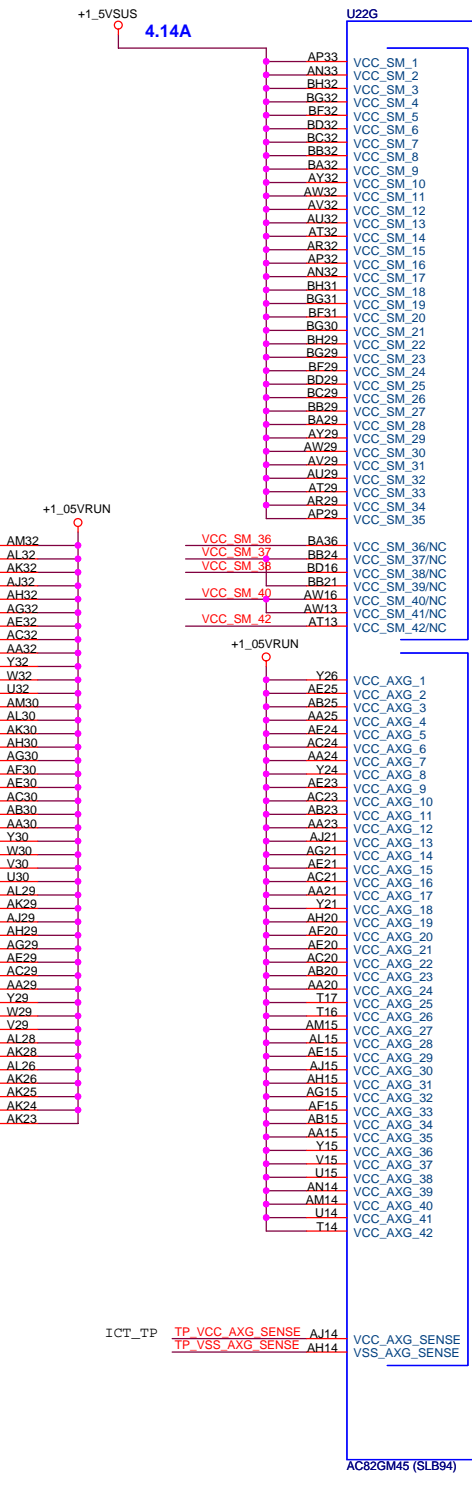 +1_5VSUS
4.14A
U22G
AP33 VCC_SM_1
AN33 VCC_SM_2
BH32 VCC_SM_3
BG32 VCC_SM_4
BF32 VCC_SM_5
BD32 VCC_SM_6
BC32 VCC_SM_7
BB32 VCC_SM_8
BA32 VCC_SM_9
AY32 VCC_SM_10
AW32 VCC_SM_11
AV32 VCC_SM_12
AU32 VCC_SM_13
AT32 VCC_SM_14
AR32 VCC_SM_15
AP32 VCC_SM_16
AN32 VCC_SM_17
BH31 VCC_SM_18
BG31 VCC_SM_19
BF31 VCC_SM_20
BG30 VCC_SM_21
BH29 VCC_SM_22
BG29 VCC_SM_23
BF29 VCC_SM_24
BD29 VCC_SM_25
BC29 VCC_SM_26
BB29 VCC_SM_27
BA29 VCC_SM_28
AY29 VCC_SM_29
AW29 VCC_SM_30
AV29 VCC_SM_31
AU29 VCC_SM_32
AT29 VCC_SM_33
AR29 VCC_SM_34
AP29 VCC_SM_35
VCC_SM_36 BA36 VCC_SM_36/NC
VCC_SM_37 BB24 VCC_SM_37/NC
VCC_SM_38 BD16 VCC_SM_38/NC
BB21 VCC_SM_39/NC
VCC_SM_40 AW16 VCC_SM_40/NC
AW13 VCC_SM_41/NC
VCC_SM_42 AT13 VCC_SM_42/NC
+1_05VRUN
AM32
AL32
AK32
AJ32
AH32
AG32
AE32
AC32
AA32
Y32
W32
U32
AM30
AL30
AK30
AH30
AG30
AF30
AE30
AC30
AB30
AA30
Y30
W30
V30
U30
AL29
AK29
AJ29
AH29
AG29
AE29
AC29
AA29
Y29
W29
V29
AL28
AK28
AL26
AK26
AK25
AK24
AK23
+1_05VRUN
Y26 VCC_AXG_1
AE25 VCC_AXG_2
AB25 VCC_AXG_3
AA25 VCC_AXG_4
AE24 VCC_AXG_5
AC24 VCC_AXG_6
AA24 VCC_AXG_7
Y24 VCC_AXG_8
AE23 VCC_AXG_9
AC23 VCC_AXG_10
AB23 VCC_AXG_11
AA23 VCC_AXG_12
AJ21 VCC_AXG_13
AG21 VCC_AXG_14
AE21 VCC_AXG_15
AC21 VCC_AXG_16
AA21 VCC_AXG_17
Y21 VCC_AXG_18
AH20 VCC_AXG_19
AF20 VCC_AXG_20
AE20 VCC_AXG_21
AC20 VCC_AXG_22
AB20 VCC_AXG_23
AA20 VCC_AXG_24
T17 VCC_AXG_25
T16 VCC_AXG_26
AM15 VCC_AXG_27
AL15 VCC_AXG_28
AE15 VCC_AXG_29
AJ15 VCC_AXG_30
AH15 VCC_AXG_31
AG15 VCC_AXG_32
AF15 VCC_AXG_33
AB15 VCC_AXG_34
AA15 VCC_AXG_35
Y15 VCC_AXG_36
V15 VCC_AXG_37
U15 VCC_AXG_38
AN14 VCC_AXG_39
AM14 VCC_AXG_40
U14 VCC_AXG_41
T14 VCC_AXG_42
ICT_TP TP_VCC_AXG_SENSE AJ14 VCC_AXG_SENSE
TP_VSS_AXG_SENSE AH14 VSS_AXG_SENSE
AC82GM45 (SLB94)